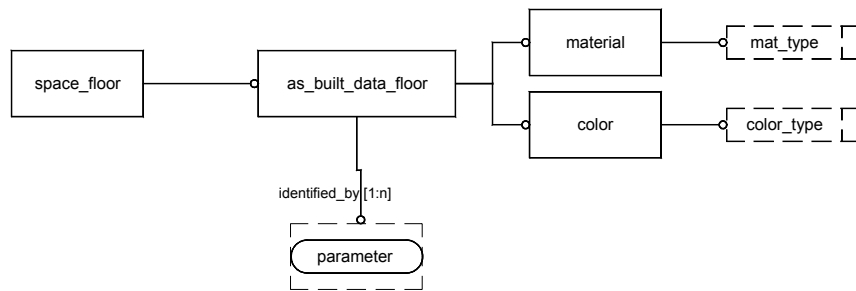 material
mat_type
space_floor
as_built_data_floor
color
color_type
identified_by [1:n]
parameter